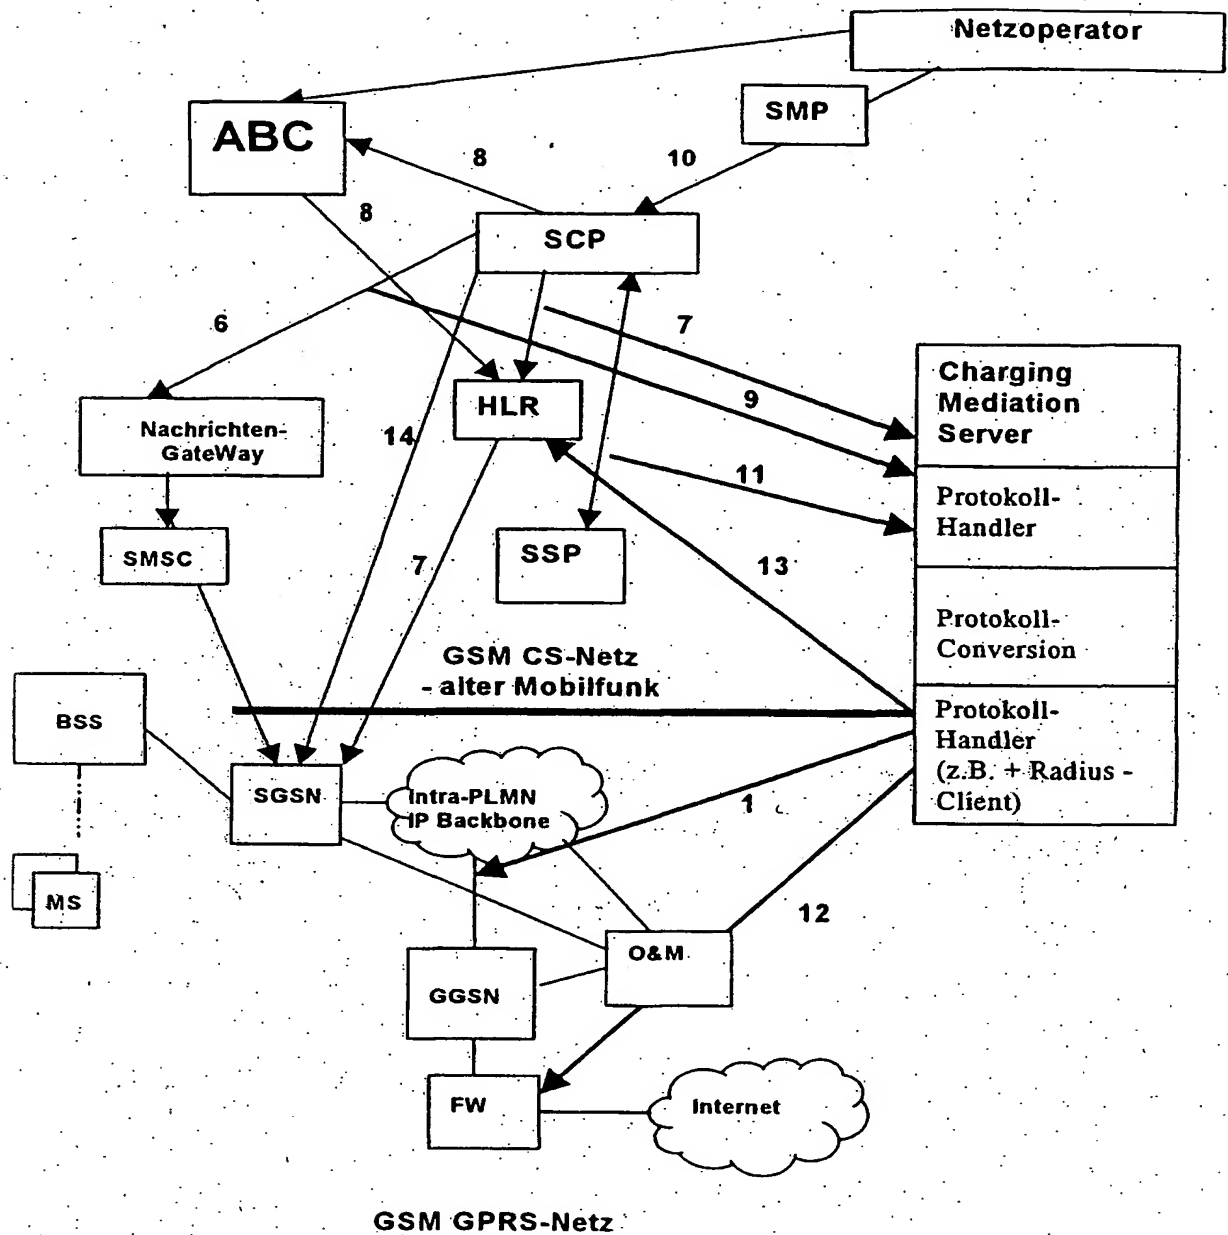 Netzoperator
SMP
ABC
8
10
8
SCP
6
7
Charging
Mediation
Server
9
HLR
Nachrichten-
GateWay
14
11
Protokoll-
Handler
SSP
SMSC
7
13
Protokoll-
Conversion
GSM CS-Netz
- alter Mobilfunk
BSS
Protokoll-
Handler
(z.B. + Radius -
Client)
SGSN
Intra-PLMN
IP Backbone
1
MS
12
O&M
GGSN
FW
Internet
GSM GPRS-Netz